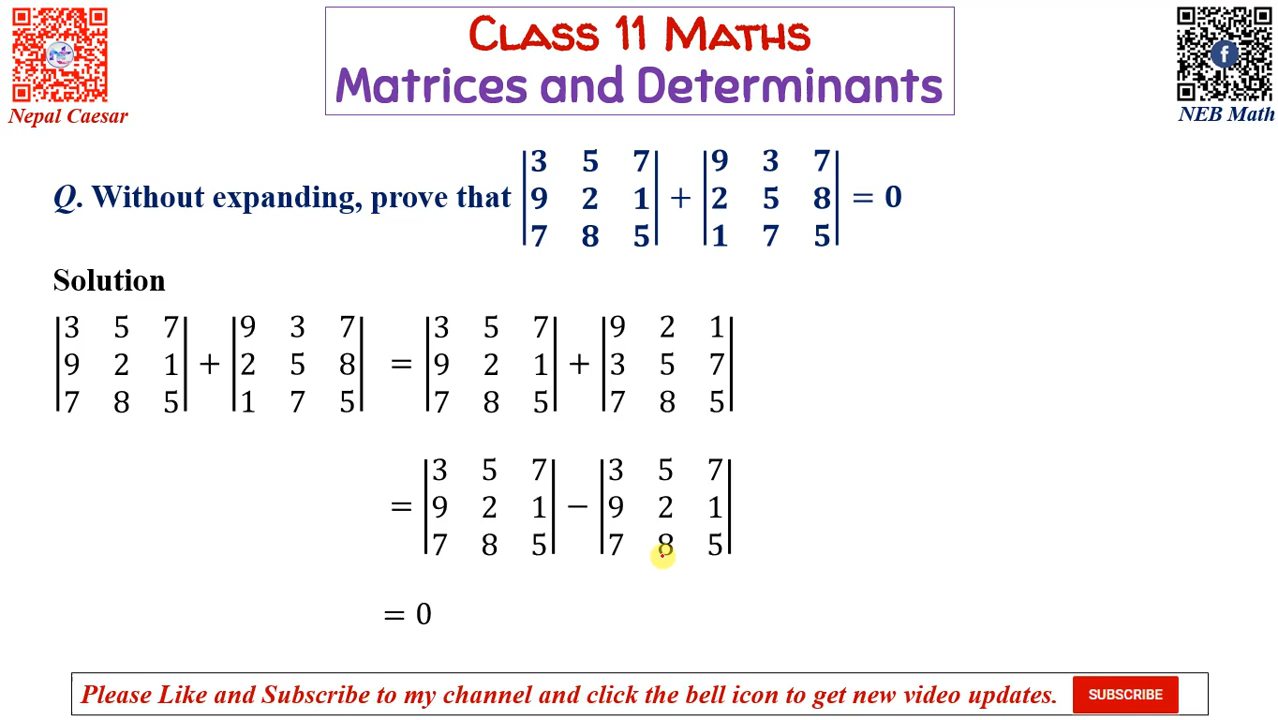 CLASS 11 MATHS
Matrices and Determinants
Nepal Caesar
NEB Math
Q. Without expanding, prove that |3 5 7| + |9 3 7| = 0
|9 2 1| |2 5 8|
|7 8 5| |1 7 5|
Solution
|3 5 7| + |9 3 7| = |3 5 7| + |9 2 1|
|9 2 1| |2 5 8| |9 2 1| |3 5 7|
|7 8 5| |1 7 5| |7 8 5| |7 8 5|
= |3 5 7| − |3 5 7|
|9 2 1| |9 2 1|
|7 8 5| |7 8 5|
= 0
Please Like and Subscribe to my channel and click the bell icon to get new video updates. SUBSCRIBE